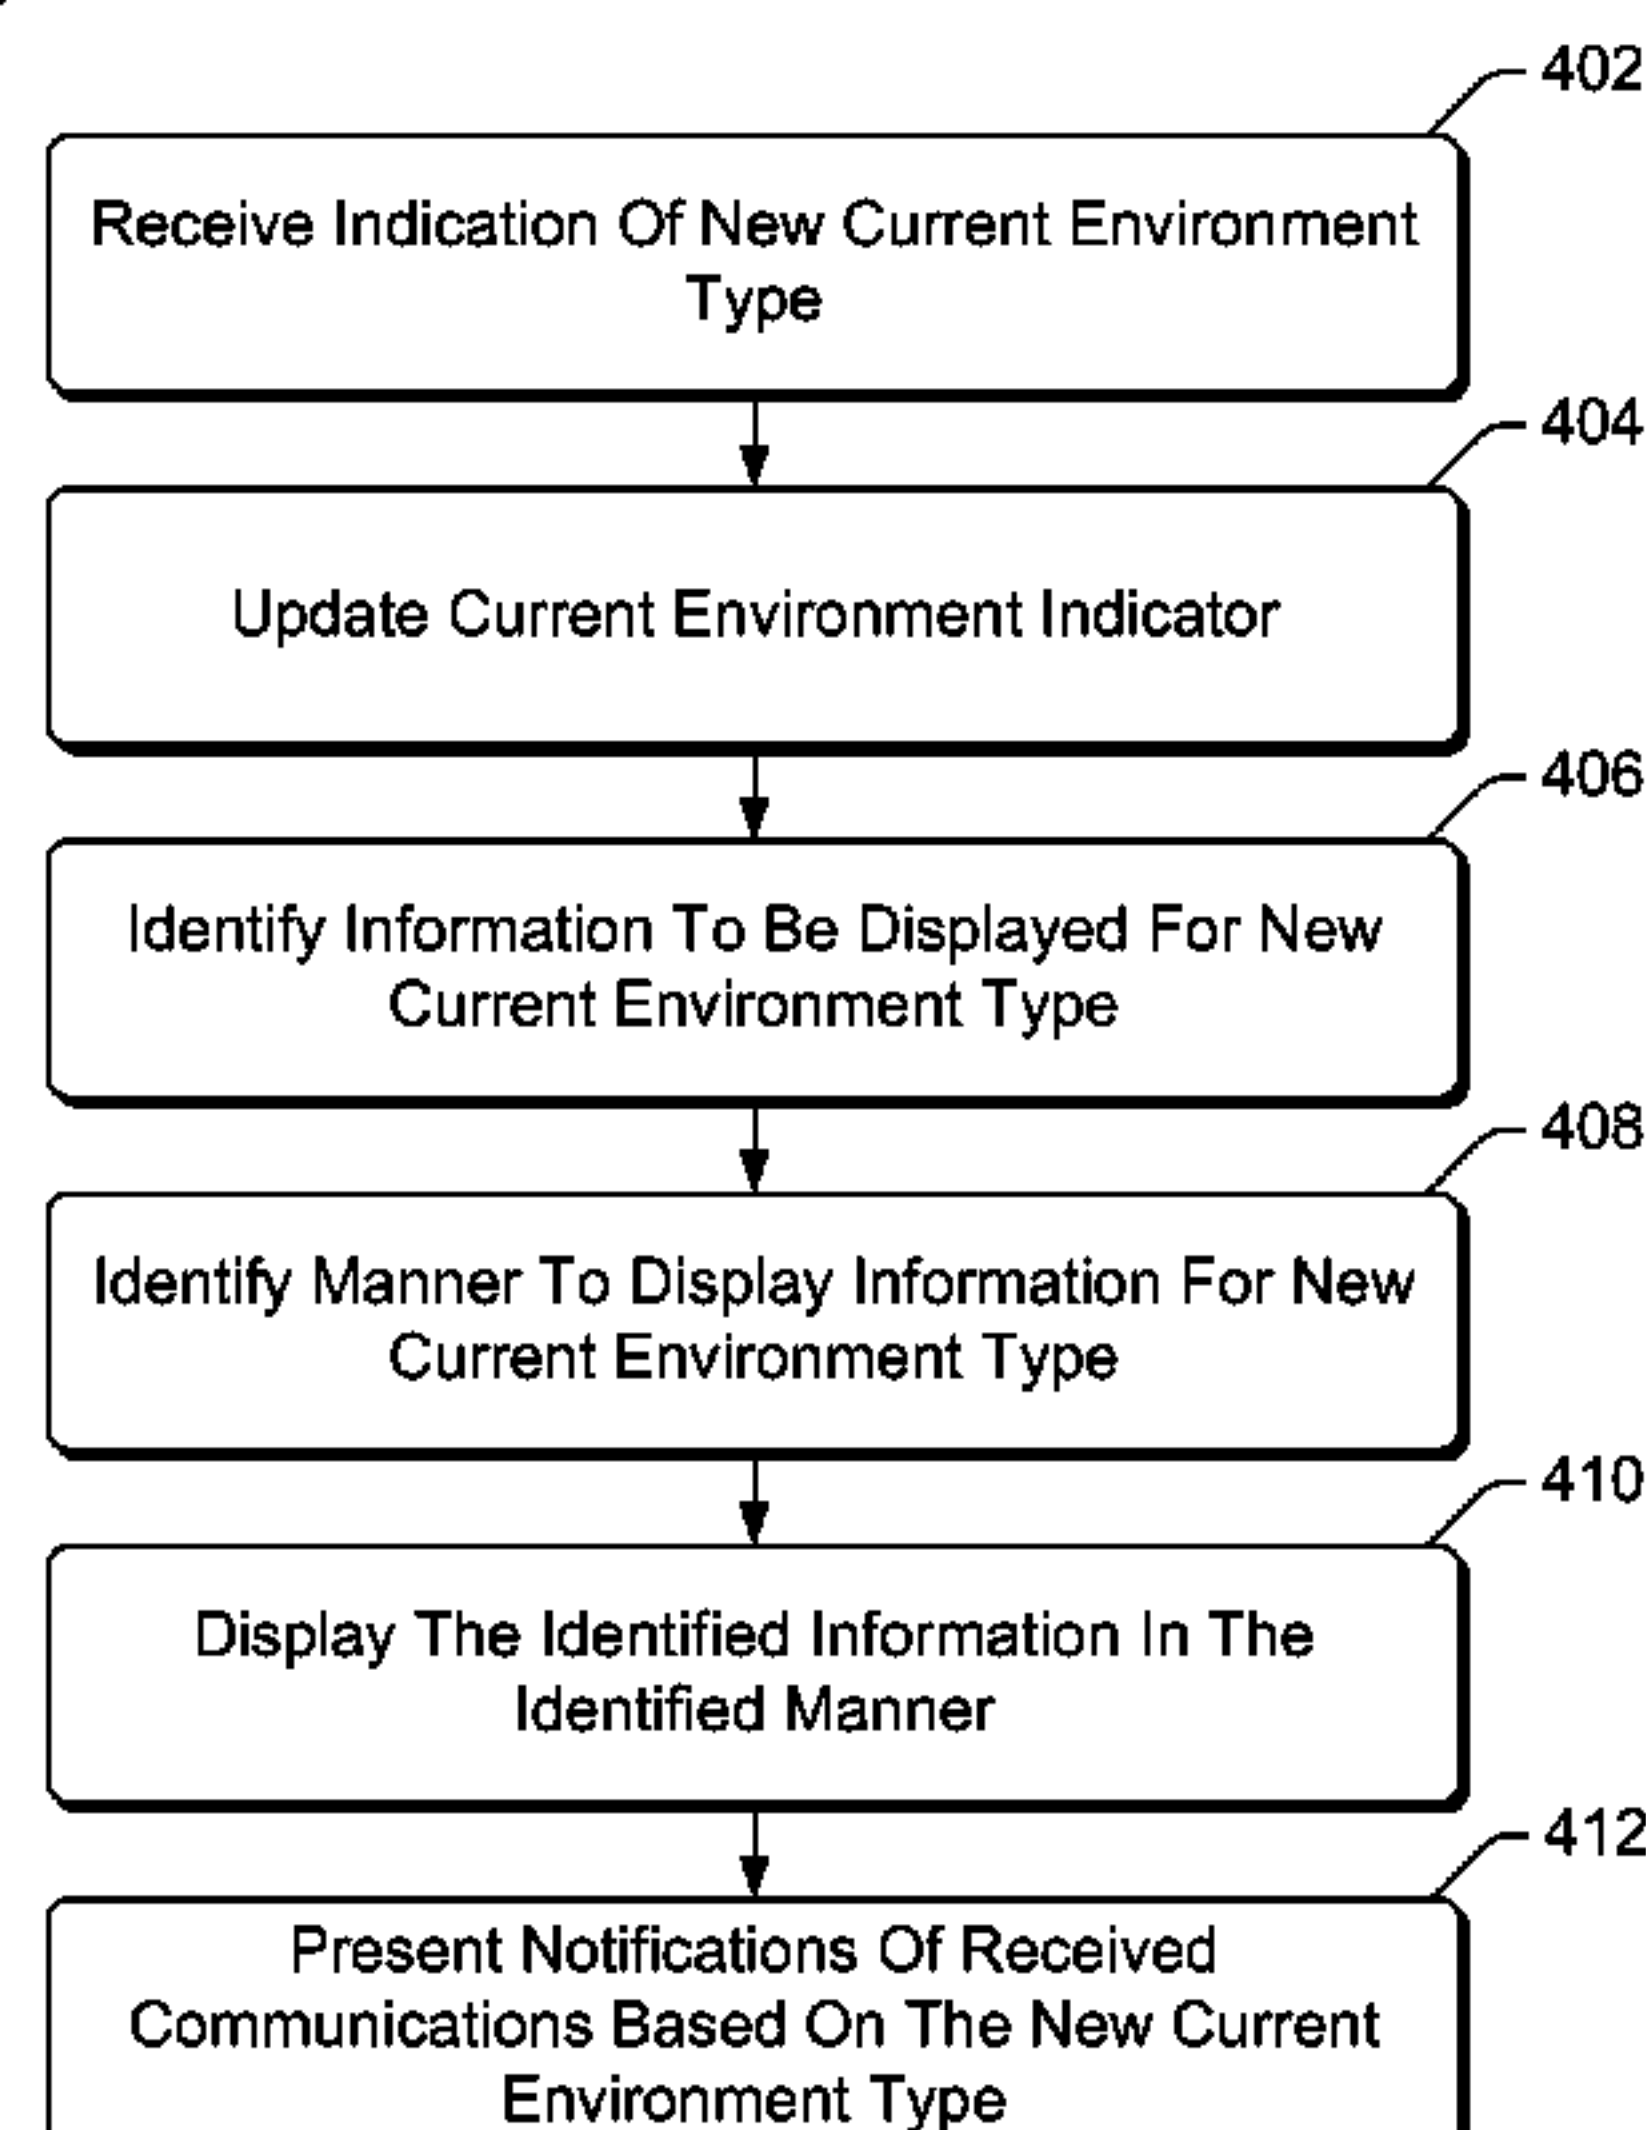 402
Receive Indication Of New Current Environment
Type
404
Update Current Environment Indicator
406
Identify Information To Be Displayed For New
Current Environment Type
408
Identify Manner To Display Information For New
Current Environment Type
410
Display The Identified Information In The
Identified Manner
412
Present Notifications Of Received
Communications Based On The New Current
Environment Type